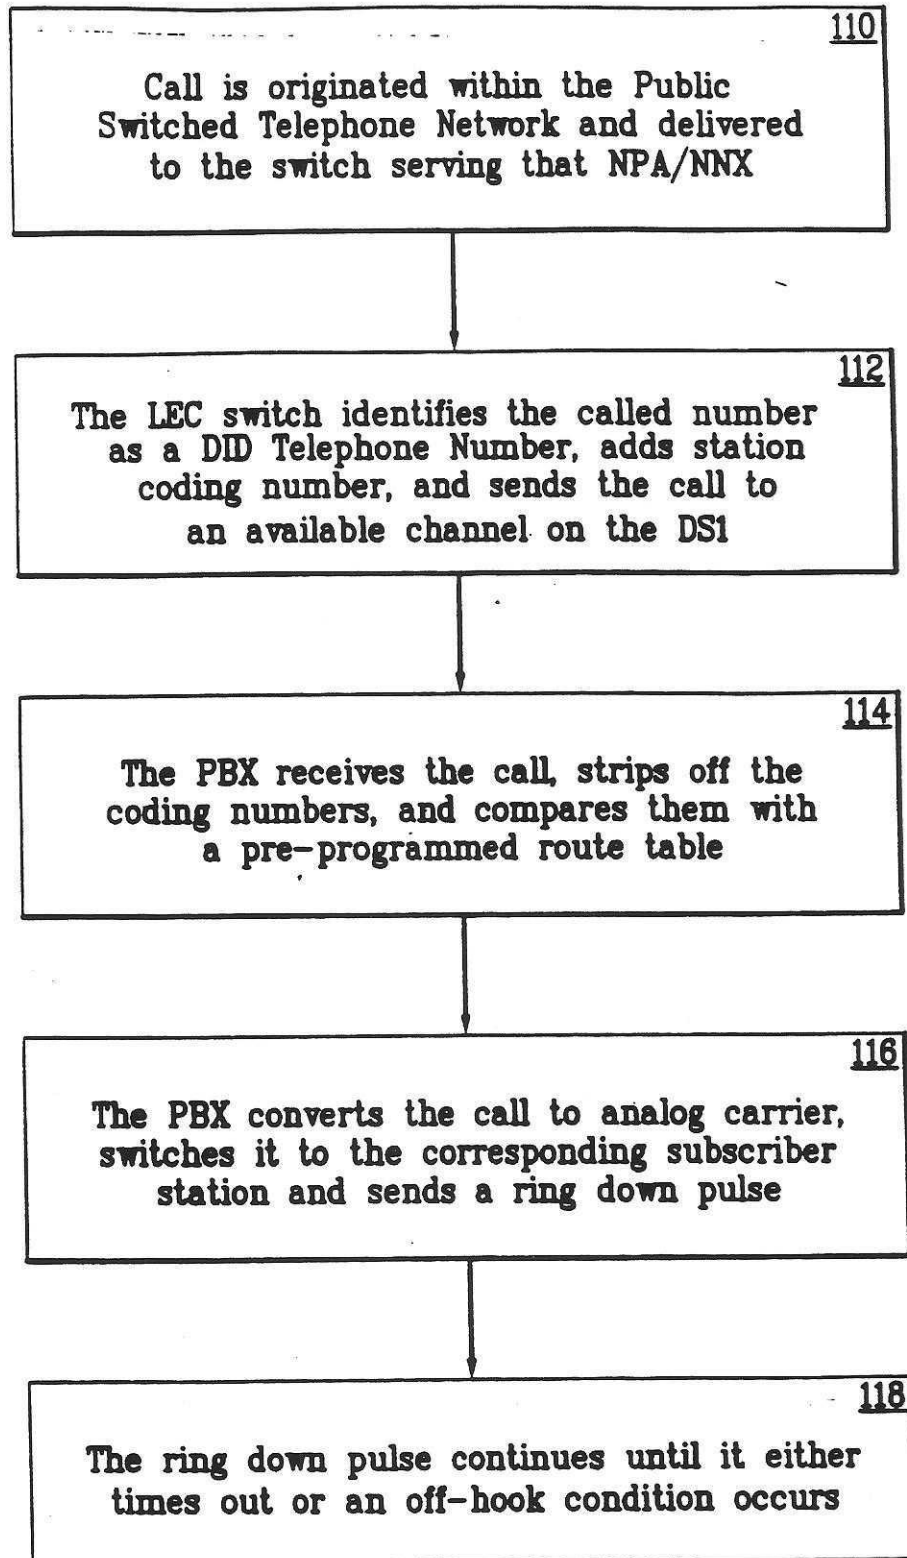 110
Call is originated within the Public
Switched Telephone Network and delivered
to the switch serving that NPA/NNX
112
The LEC switch identifies the called number
as a DID Telephone Number, adds station
coding number, and sends the call to
an available channel on the DS1
114
The PBX receives the call, strips off the
coding numbers, and compares them with
a pre-programmed route table
116
The PBX converts the call to analog carrier,
switches it to the corresponding subscriber
station and sends a ring down pulse
118
The ring down pulse continues until it either
times out or an off-hook condition occurs